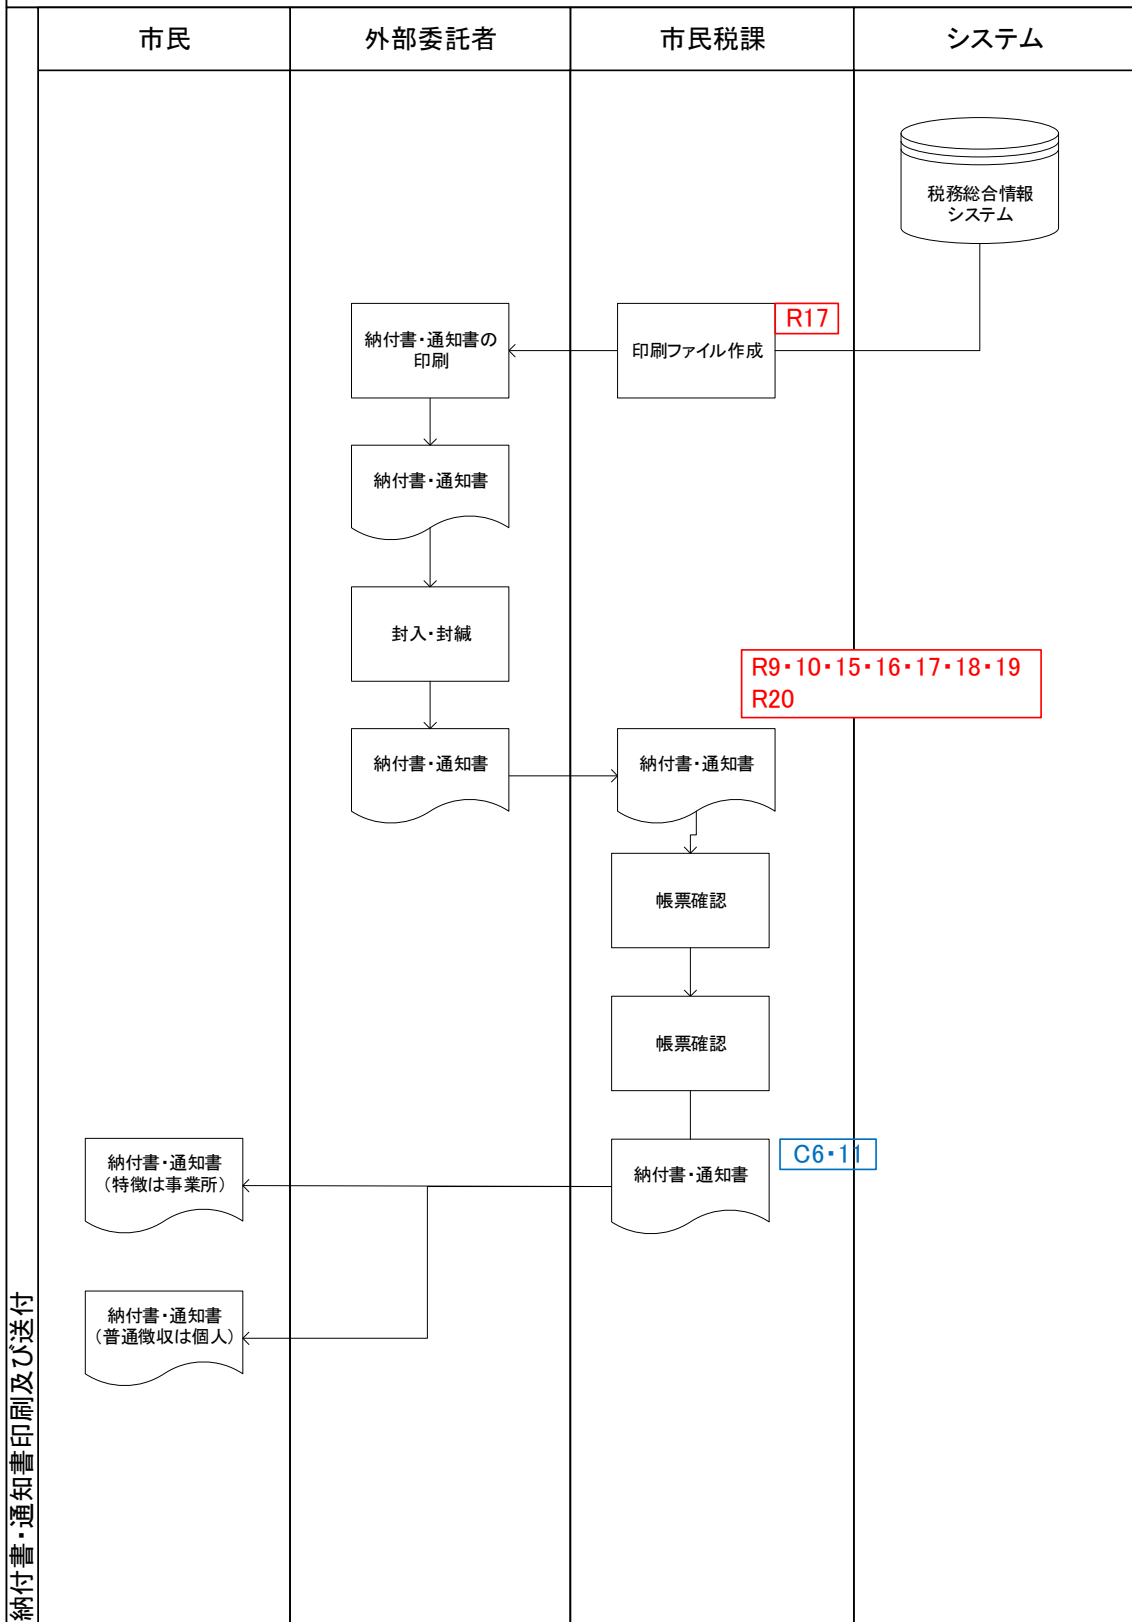 市民
外部委託者
市民税課
システム
税務総合情報
システム
R17
納付書・通知書の
印刷
印刷ファイル作成
納付書・通知書
封入・封緘
R9・10・15・16・17・18・19
R20
納付書・通知書
納付書・通知書
帳票確認
帳票確認
C6・11
納付書・通知書
（特徴は事業所）
納付書・通知書
納付書・通知書
（普通徴収は個人）
納付書・通知書印刷及び送付